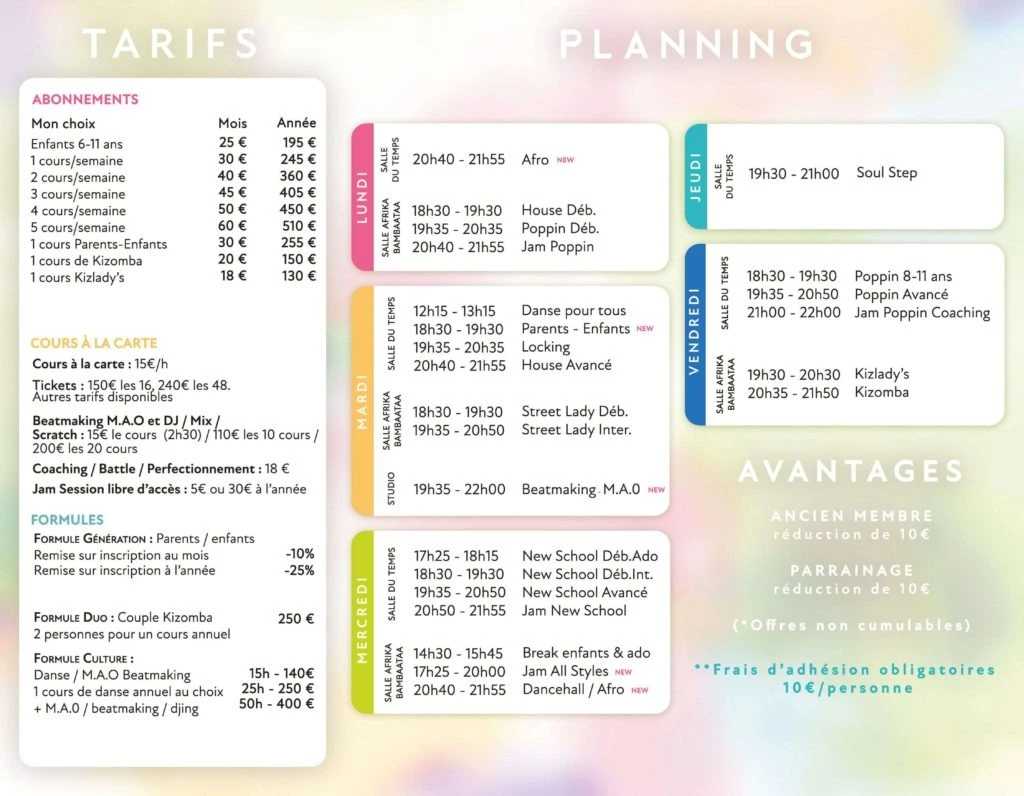 TARIFS
ABONNEMENTS
Mon choix Mois Année
Enfants 6-11 ans 25 € 195 €
1 cours/semaine 30 € 245 €
2 cours/semaine 40 € 360 €
3 cours/semaine 45 € 405 €
4 cours/semaine 50 € 450 €
5 cours/semaine 60 € 510 €
1 cours Parents-Enfants 30 € 255 €
1 cours de Kizomba 20 € 150 €
1 cours Kizlady's 18 € 130 €
COURS À LA CARTE
Cours à la carte : 15€/h
Tickets : 150€ les 16, 240€ les 48.
Autres tarifs disponibles
Beatmaking M.A.O et DJ / Mix /
Scratch : 15€ le cours (2h30) / 110€ les 10 cours /
200€ les 20 cours
Coaching / Battle / Perfectionnement : 18 €
Jam Session libre d'accès : 5€ ou 30€ à l'année
FORMULES
FORMULE GÉNÉRATION : Parents / enfants
Remise sur inscription au mois -10%
Remise sur inscription à l'année -25%
FORMULE DUO : Couple Kizomba 250 €
2 personnes pour un cours annuel
FORMULE CULTURE :
Danse / M.A.O Beatmaking 15h - 140€
1 cours de danse annuel au choix 25h - 250 €
+ M.A.0 / beatmaking / djing 50h - 400 €
PLANNING
LUNDI
SALLE
DU TEMPS
20h40 - 21h55 Afro NEW
SALLE AFRIKA
BAMBAATAA
18h30 - 19h30 House Déb.
19h35 - 20h35 Poppin Déb.
20h40 - 21h55 Jam Poppin
MARDI
SALLE DU TEMPS
12h15 - 13h15 Danse pour tous
18h30 - 19h30 Parents - Enfants NEW
19h35 - 20h35 Locking
20h40 - 21h55 House Avancé
SALLE AFRIKA
BAMBAATAA
18h30 - 19h30 Street Lady Déb.
19h35 - 20h50 Street Lady Inter.
STUDIO
19h35 - 22h00 Beatmaking - M.A.0 NEW
MERCREDI
SALLE DU TEMPS
17h25 - 18h15 New School Déb.Ado
18h30 - 19h30 New School Déb.Int.
19h35 - 20h50 New School Avancé
20h50 - 21h55 Jam New School
SALLE AFRIKA
BAMBAATAA
14h30 - 15h45 Break enfants & ado
17h25 - 20h00 Jam All Styles NEW
20h40 - 21h55 Dancehall / Afro NEW
JEUDI
SALLE
DU TEMPS
19h30 - 21h00 Soul Step
VENDREDI
SALLE DU TEMPS
18h30 - 19h30 Poppin 8-11 ans
19h35 - 20h50 Poppin Avancé
21h00 - 22h00 Jam Poppin Coaching
SALLE AFRIKA
BAMBAATAA
19h30 - 20h30 Kizlady's
20h35 - 21h50 Kizomba
AVANTAGES
ANCIEN MEMBRE
réduction de 10€
PARRAINAGE
réduction de 10€
(*Offres non cumulables)
**Frais d'adhésion obligatoires
10€/personne